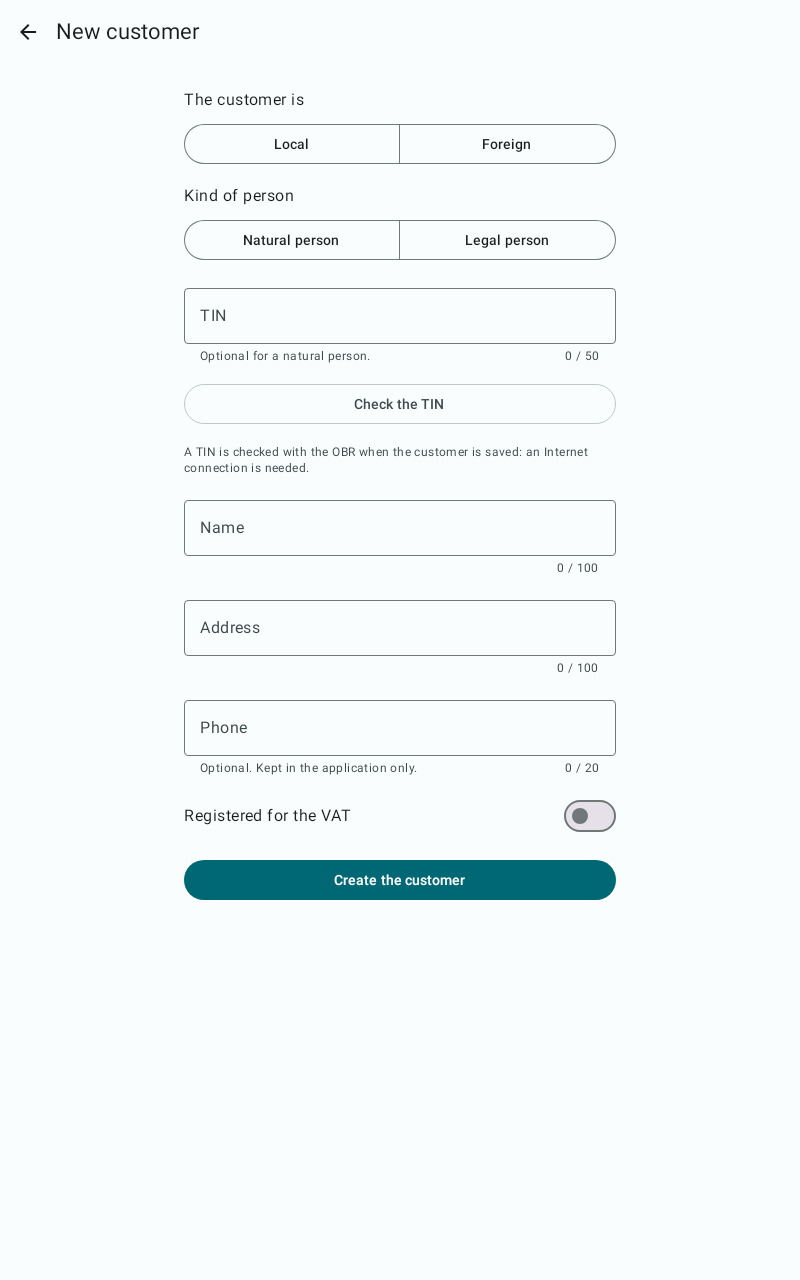 New customer
The customer is
Local
Foreign
Kind of person
Natural person
Legal person
TIN
Optional for a natural person.
0 / 50
Check the TIN
A TIN is checked with the OBR when the customer is saved: an Internet
connection is needed.
Name
0 / 100
Address
0 / 100
Phone
Optional. Kept in the application only.
0 / 20
Registered for the VAT
Create the customer